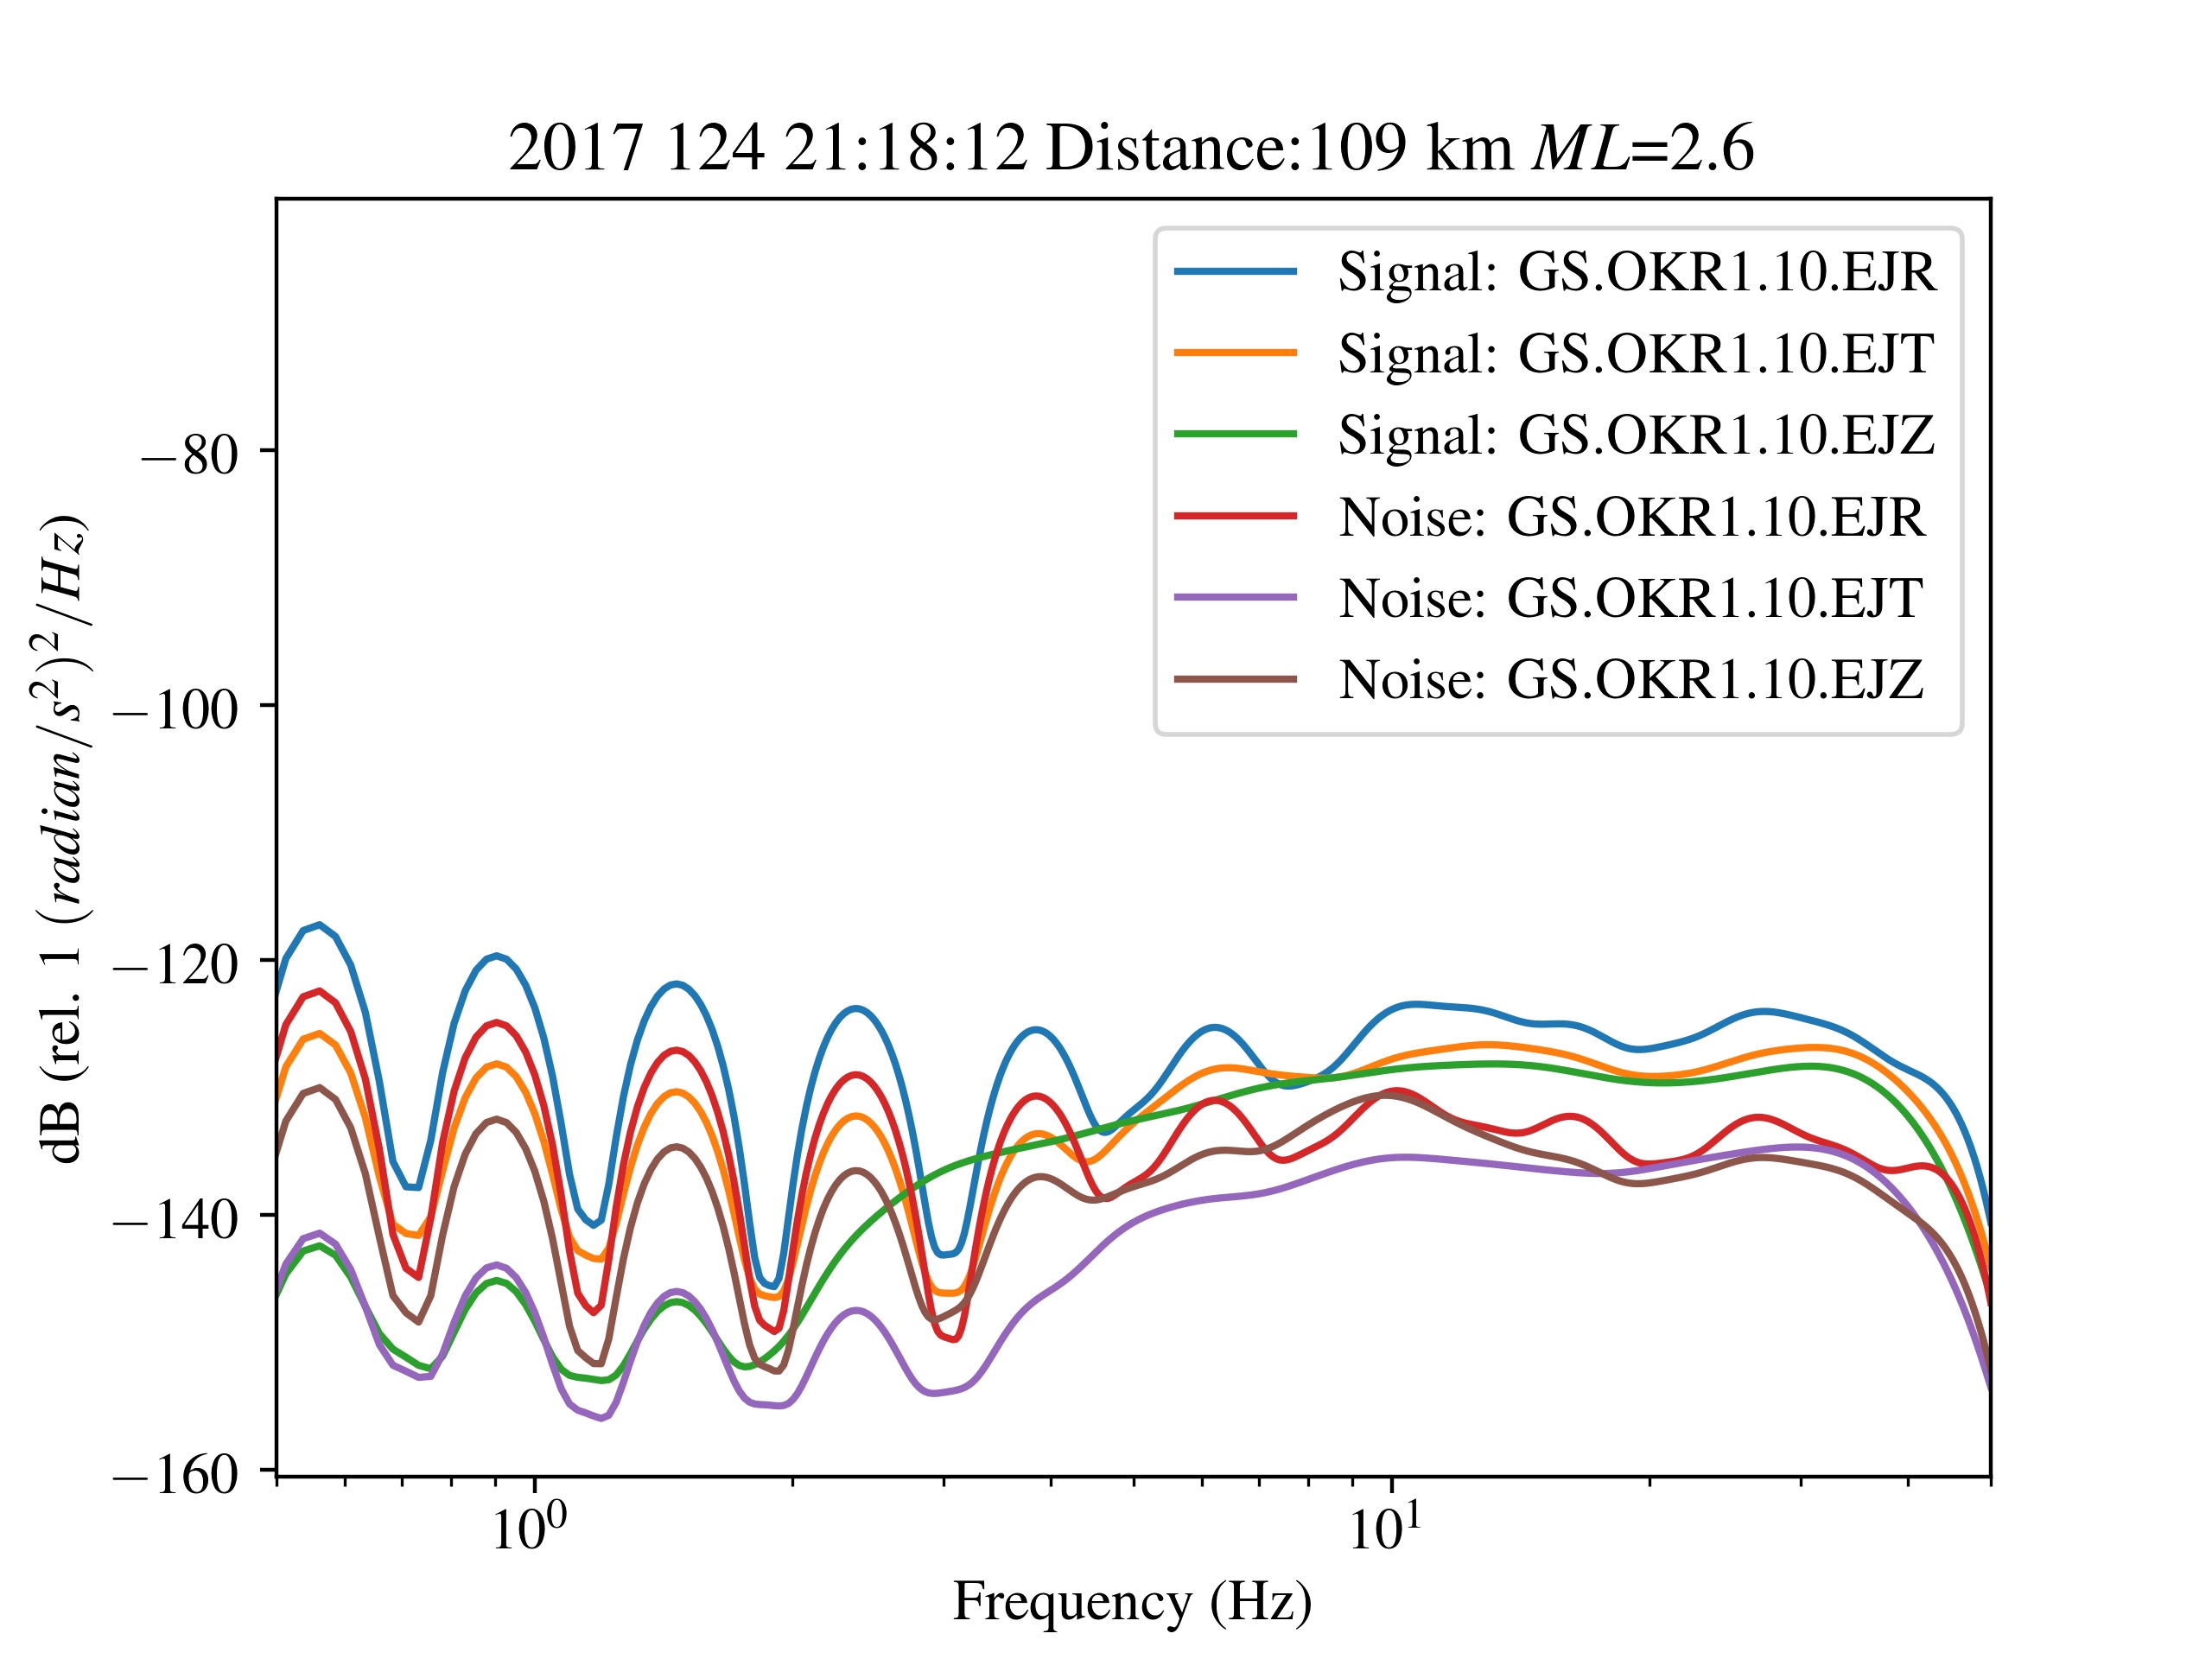 2017 124 21:18:12 Distance:109 km ML=2.6
Signal: GS.OKR1.10.EJR
Signal: GS.OKR1.10.EJT
Signal: GS.OKR1.10.EJZ
Noise: GS.OKR1.10.EJR
Noise: GS.OKR1.10.EJT
Noise: GS.OKR1.10.EJZ
dB (rel. 1 (radian/s²)²/Hz)
−80
−100
−120
−140
−160
10⁰ 10¹
Frequency (Hz)